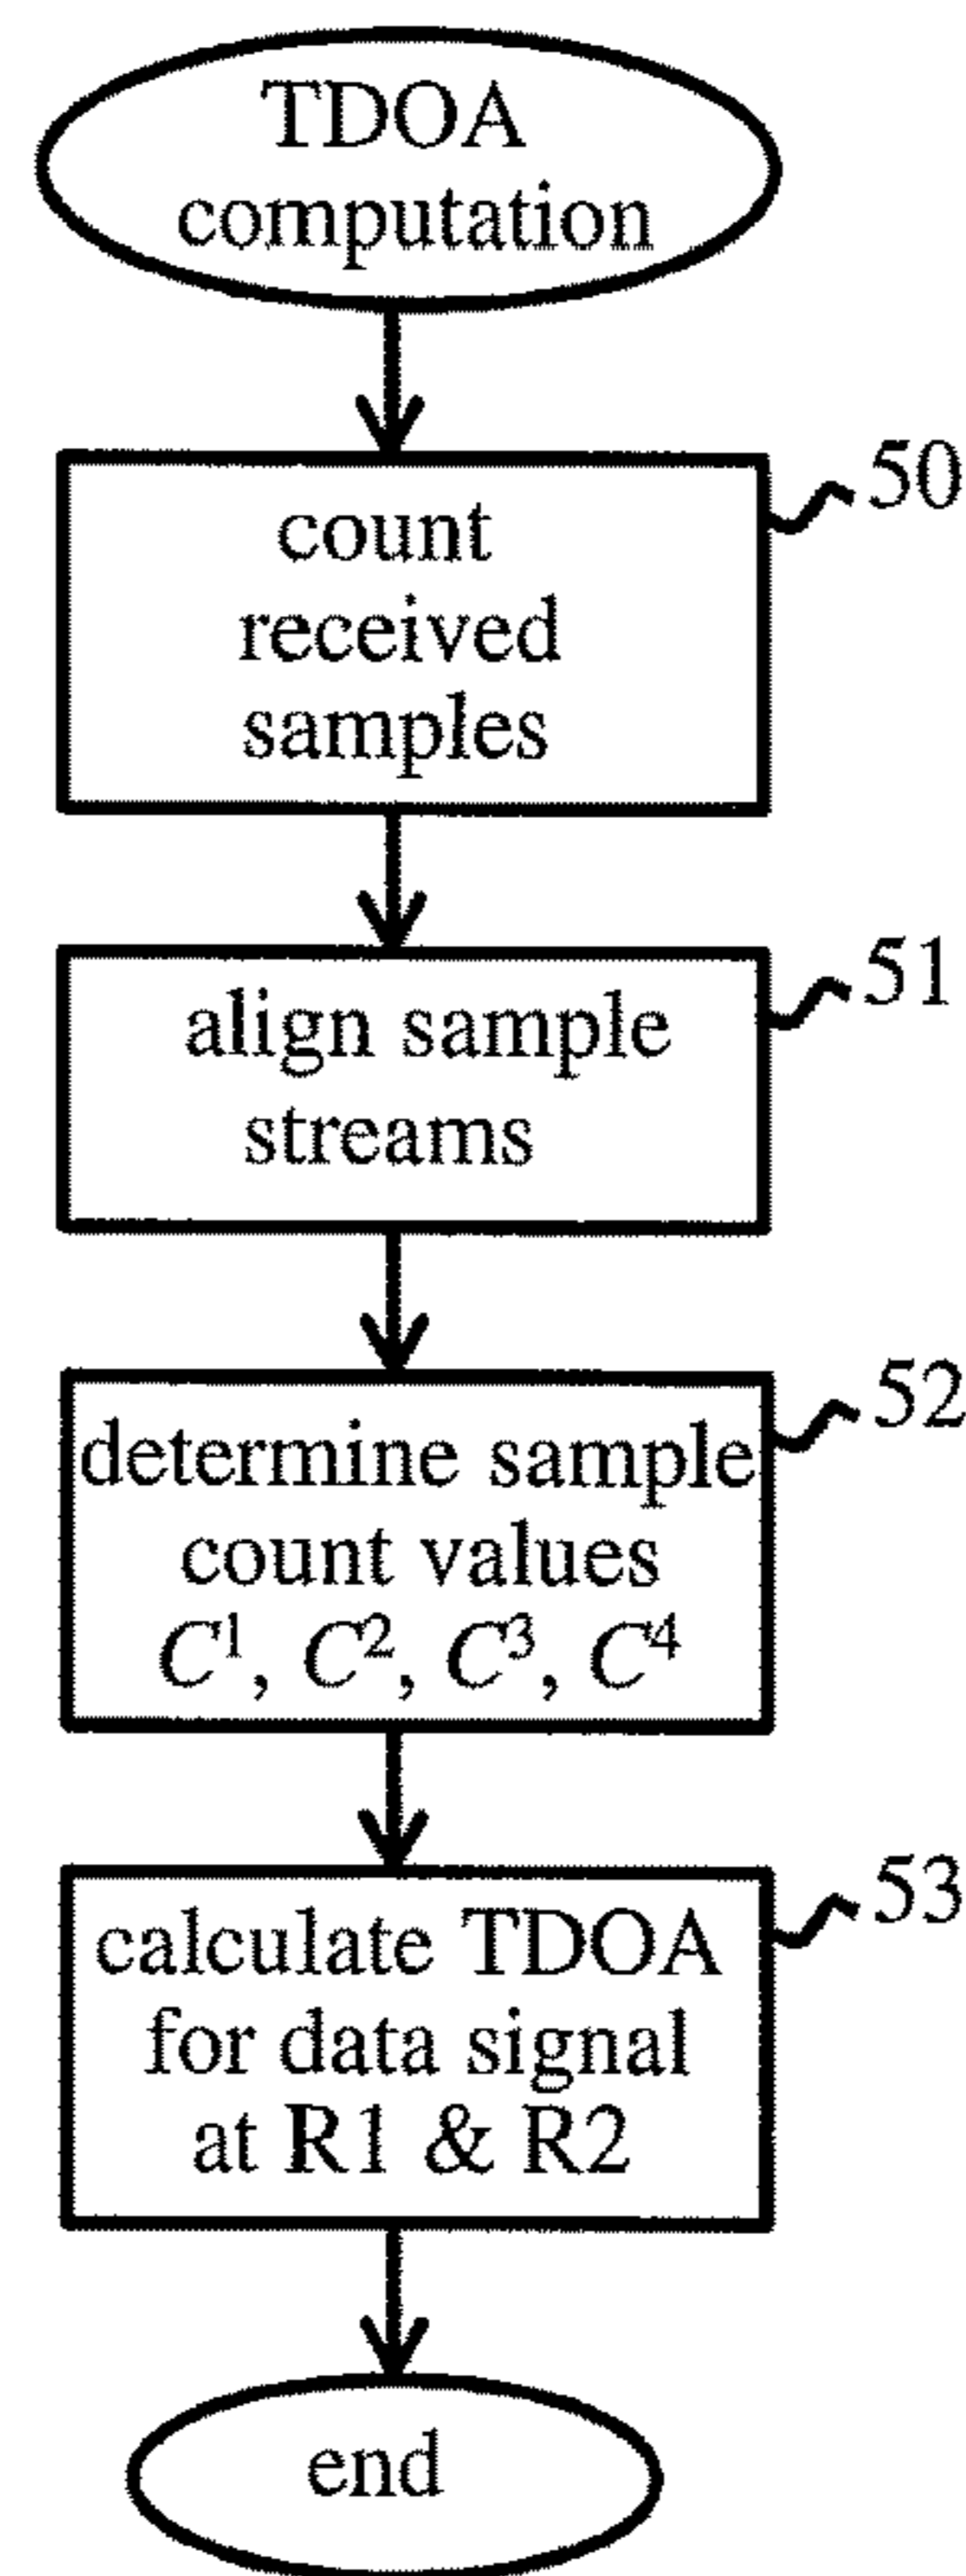 TDOA
computation
50
count
received
samples
51
align sample
streams
52
determine sample
count values
C¹, C², C³, C⁴
53
calculate TDOA
for data signal
at R1 & R2
end